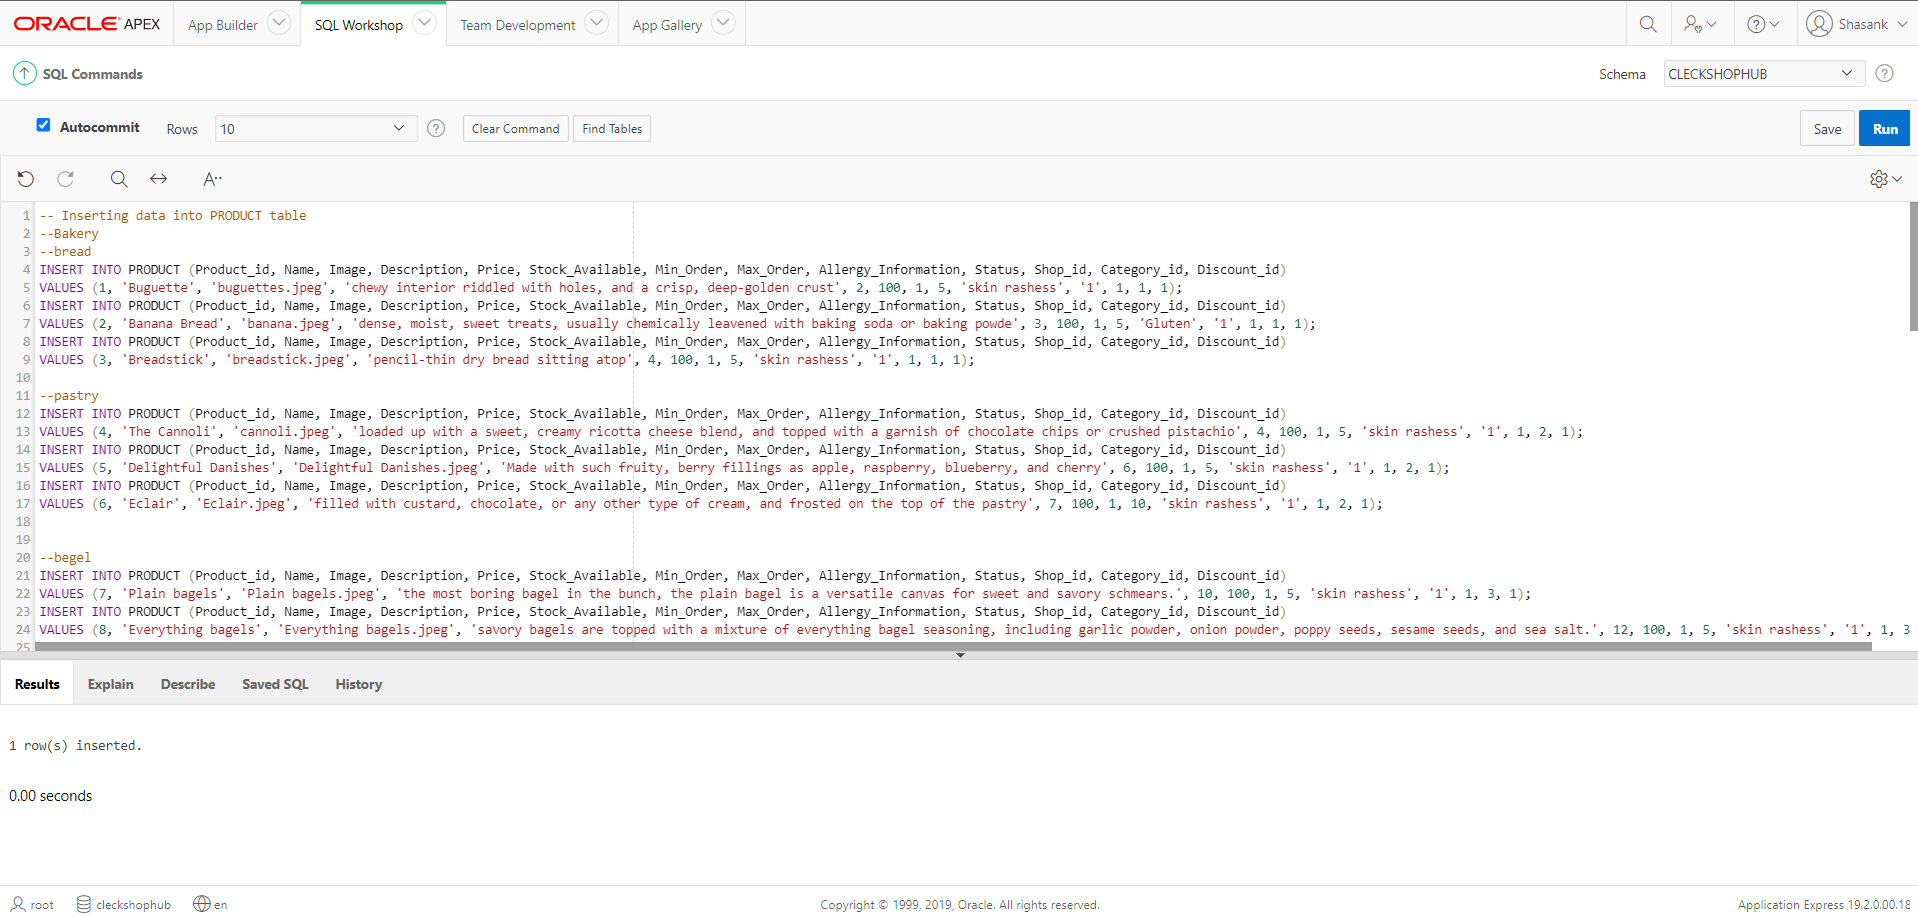 ORACLE APEX App Builder SQL Workshop Team Development App Gallery Shasank
SQL Commands Schema CLECKSHOPHUB
Autocommit Rows 10 Clear Command Find Tables Save Run
A
1 -- Inserting data into PRODUCT table
2 --Bakery
3 --bread
4 INSERT INTO PRODUCT (Product_id, Name, Image, Description, Price, Stock_Available, Min_Order, Max_Order, Allergy_Information, Status, Shop_id, Category_id, Discount_id)
5 VALUES (1, 'Buguette', 'buguettes.jpeg', 'chewy interior riddled with holes, and a crisp, deep-golden crust', 2, 100, 1, 5, 'skin rashess', '1', 1, 1, 1);
6 INSERT INTO PRODUCT (Product_id, Name, Image, Description, Price, Stock_Available, Min_Order, Max_Order, Allergy_Information, Status, Shop_id, Category_id, Discount_id)
7 VALUES (2, 'Banana Bread', 'banana.jpeg', 'dense, moist, sweet treats, usually chemically leavened with baking soda or baking powde', 3, 100, 1, 5, 'Gluten', '1', 1, 1, 1);
8 INSERT INTO PRODUCT (Product_id, Name, Image, Description, Price, Stock_Available, Min_Order, Max_Order, Allergy_Information, Status, Shop_id, Category_id, Discount_id)
9 VALUES (3, 'Breadstick', 'breadstick.jpeg', 'pencil-thin dry bread sitting atop', 4, 100, 1, 5, 'skin rashess', '1', 1, 1, 1);
10
11 --pastry
12 INSERT INTO PRODUCT (Product_id, Name, Image, Description, Price, Stock_Available, Min_Order, Max_Order, Allergy_Information, Status, Shop_id, Category_id, Discount_id)
13 VALUES (4, 'The Cannoli', 'cannoli.jpeg', 'loaded up with a sweet, creamy ricotta cheese blend, and topped with a garnish of chocolate chips or crushed pistachio', 4, 100, 1, 5, 'skin rashess', '1', 1, 2, 1);
14 INSERT INTO PRODUCT (Product_id, Name, Image, Description, Price, Stock_Available, Min_Order, Max_Order, Allergy_Information, Status, Shop_id, Category_id, Discount_id)
15 VALUES (5, 'Delightful Danishes', 'Delightful Danishes.jpeg', 'Made with such fruity, berry fillings as apple, raspberry, blueberry, and cherry', 6, 100, 1, 5, 'skin rashess', '1', 1, 2, 1);
16 INSERT INTO PRODUCT (Product_id, Name, Image, Description, Price, Stock_Available, Min_Order, Max_Order, Allergy_Information, Status, Shop_id, Category_id, Discount_id)
17 VALUES (6, 'Eclair', 'Eclair.jpeg', 'filled with custard, chocolate, or any other type of cream, and frosted on the top of the pastry', 7, 100, 1, 10, 'skin rashess', '1', 1, 2, 1);
18
19
20 --begel
21 INSERT INTO PRODUCT (Product_id, Name, Image, Description, Price, Stock_Available, Min_Order, Max_Order, Allergy_Information, Status, Shop_id, Category_id, Discount_id)
22 VALUES (7, 'Plain bagels', 'Plain bagels.jpeg', 'the most boring bagel in the bunch, the plain bagel is a versatile canvas for sweet and savory schmears.', 10, 100, 1, 5, 'skin rashess', '1', 1, 3, 1);
23 INSERT INTO PRODUCT (Product_id, Name, Image, Description, Price, Stock_Available, Min_Order, Max_Order, Allergy_Information, Status, Shop_id, Category_id, Discount_id)
24 VALUES (8, 'Everything bagels', 'Everything bagels.jpeg', 'savory bagels are topped with a mixture of everything bagel seasoning, including garlic powder, onion powder, poppy seeds, sesame seeds, and sea salt.', 12, 100, 1, 5, 'skin rashess', '1', 1, 3
25
Results Explain Describe Saved SQL History
1 row(s) inserted.
0.00 seconds
root cleckshophub en Copyright © 1999, 2019, Oracle. All rights reserved. Application Express 19.2.0.00.18